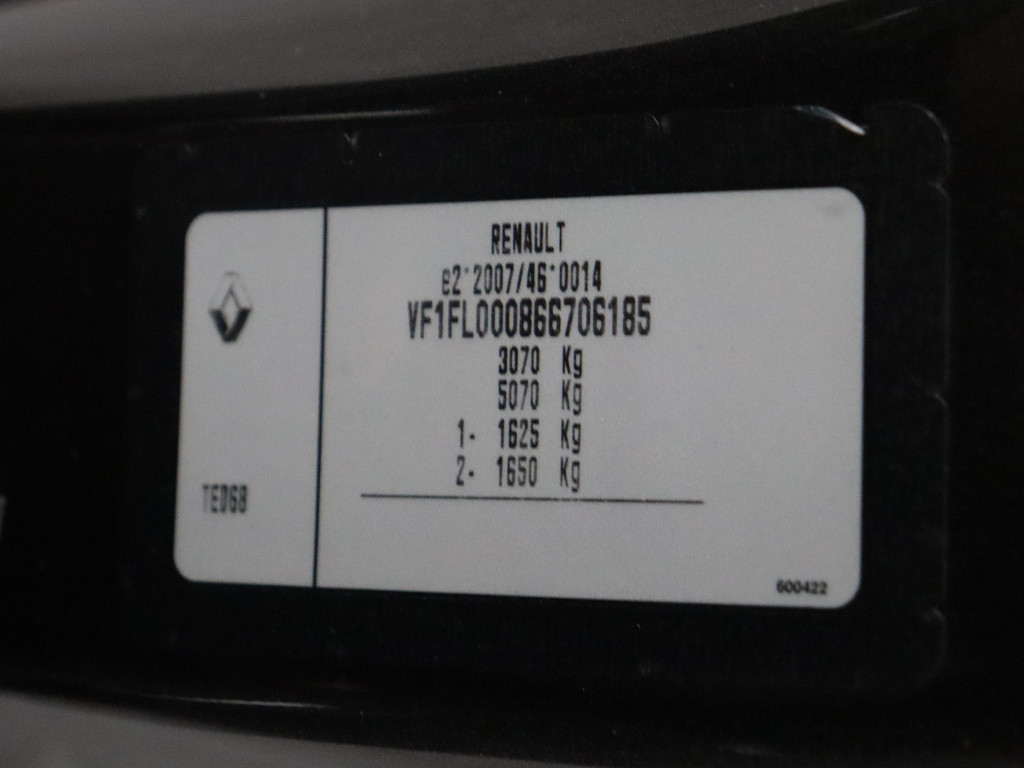 RENAULT
e2*2007/46*0014
VF1FL000866706185
3070 Kg
5070 Kg
1- 1625 Kg
2- 1650 Kg
TED68
600422